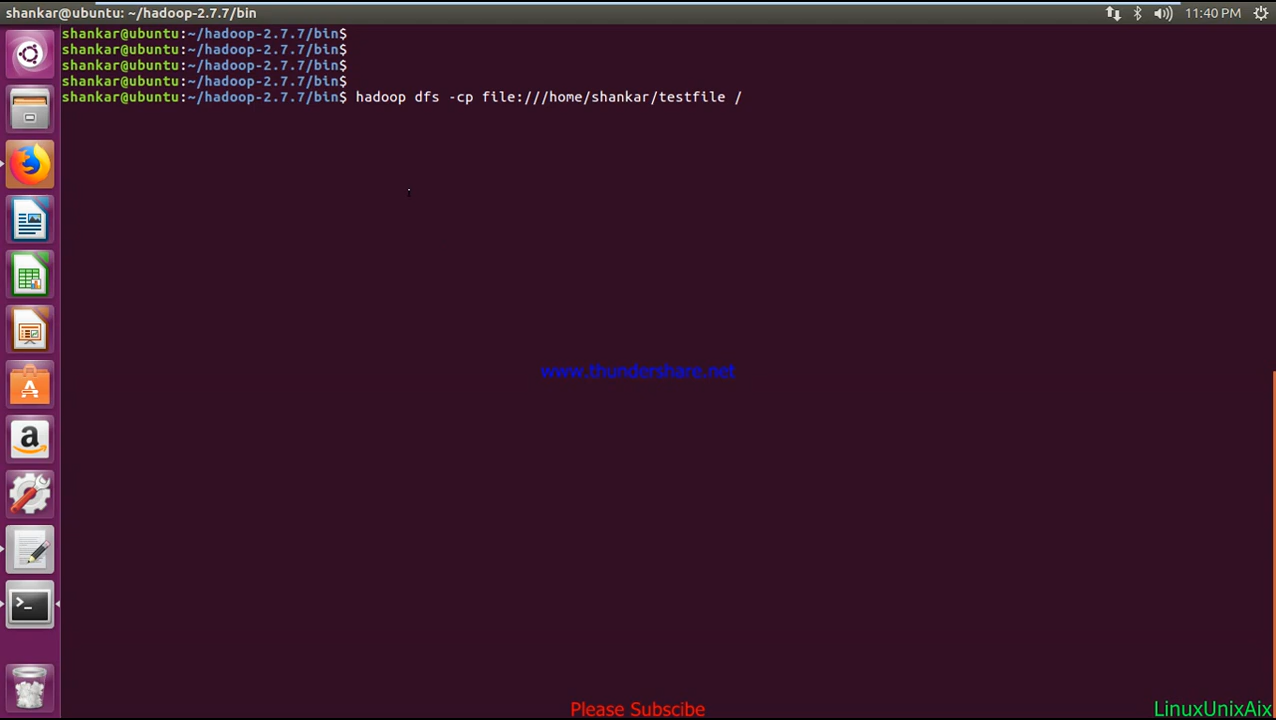 shankar@ubuntu: ~/hadoop-2.7.7/bin
11:40 PM
shankar@ubuntu:~/hadoop-2.7.7/bin$
shankar@ubuntu:~/hadoop-2.7.7/bin$
shankar@ubuntu:~/hadoop-2.7.7/bin$
shankar@ubuntu:~/hadoop-2.7.7/bin$
shankar@ubuntu:~/hadoop-2.7.7/bin$ hadoop dfs -cp file:///home/shankar/testfile /
www.thundershare.net
Please Subscibe
LinuxUnixAix